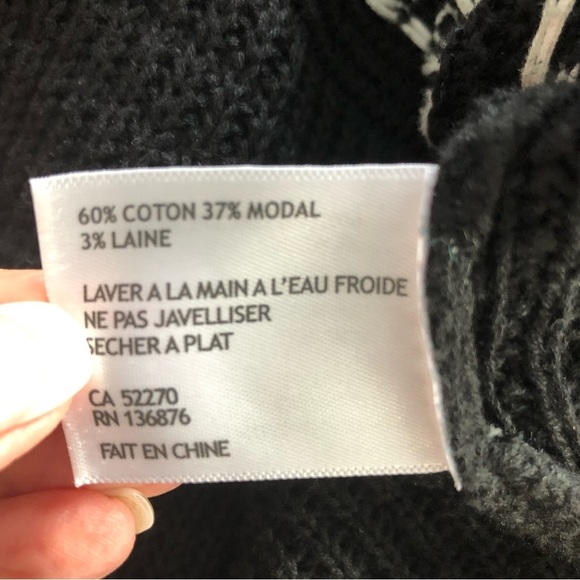 60% COTON 37% MODAL
3% LAINE
LAVER A LA MAIN A L'EAU FROIDE
NE PAS JAVELLISER
SECHER A PLAT
CA 52270
RN 136876
FAIT EN CHINE